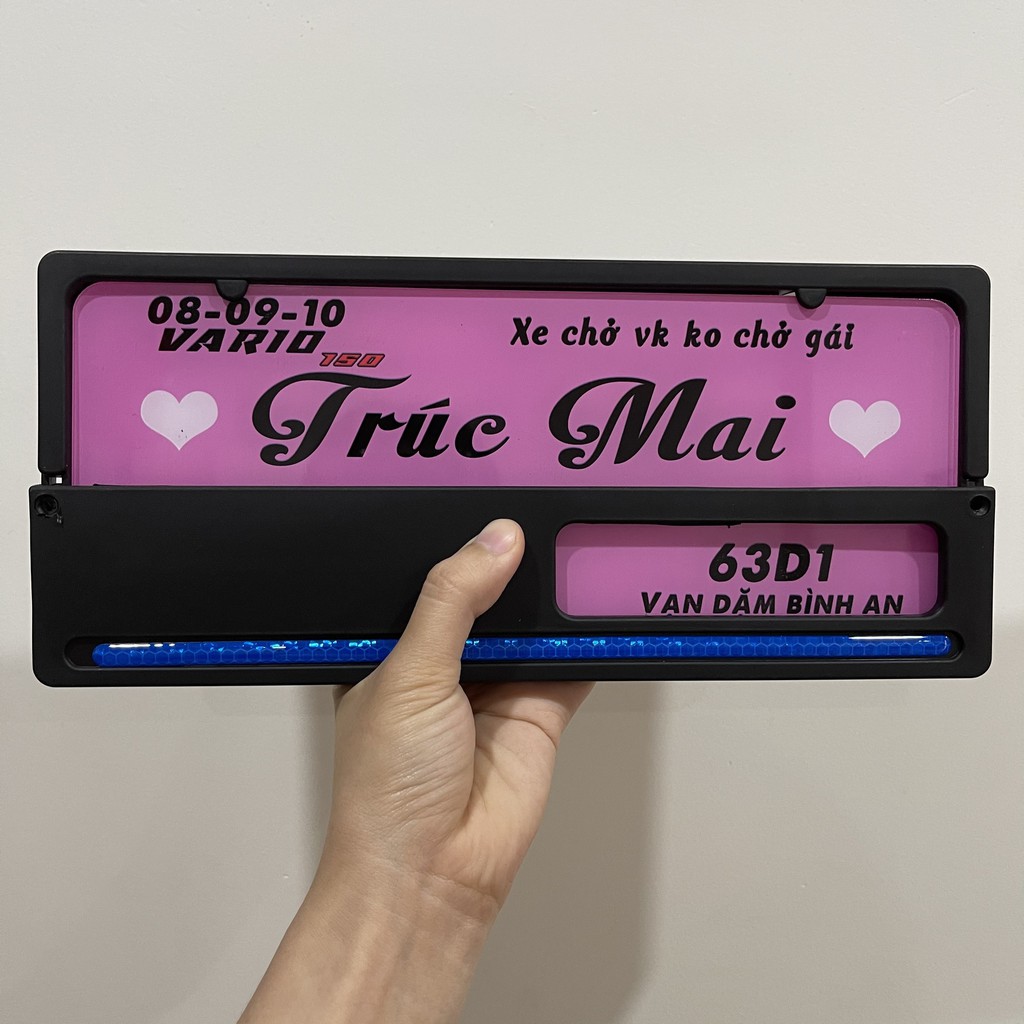 08-09-10
VARIO 150
Xe chở vk ko chở gái
Trúc Mai
63D1
VẠN DẶM BÌNH AN